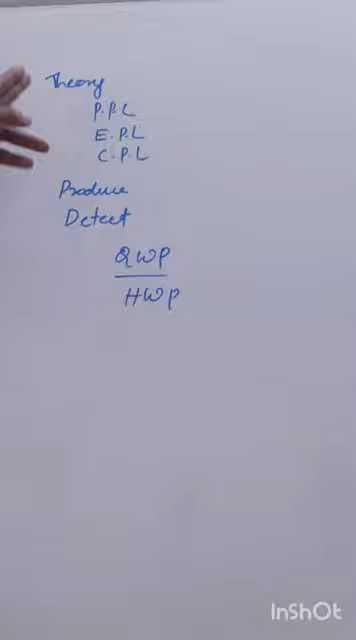 Theory
P.P.L
E.P.L
C.P.L
Produce
Detect
QWP
HWP
InShOt